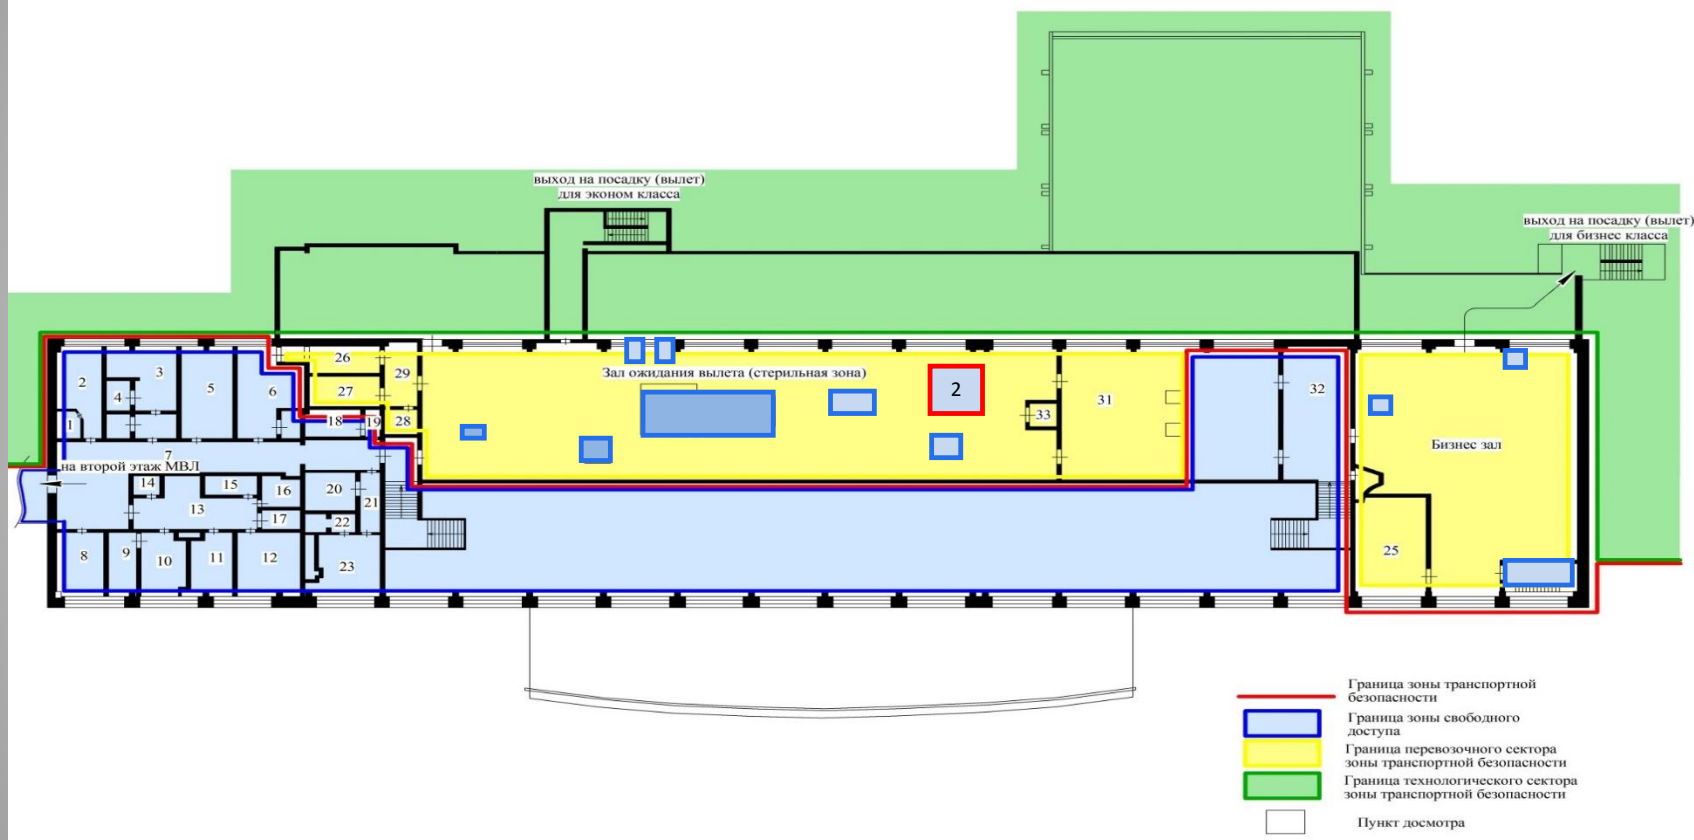 выход на посадку (вылет)
для эконом класса
выход на посадку (вылет)
для бизнес класса
26
29
Зал ожидания вылета (стерильная зона)
2
3
5
6
4
27
2
31
32
1
18
19
28
33
Бизнес зал
7
на второй этаж МВЛ
14
15
16
20
21
13
17
22
8
9
10
11
12
23
25
Граница зоны транспортной
безопасности
Граница зоны свободного
доступа
Граница перевозочного сектора
зоны транспортной безопасности
Граница технологического сектора
зоны транспортной безопасности
Пункт досмотра